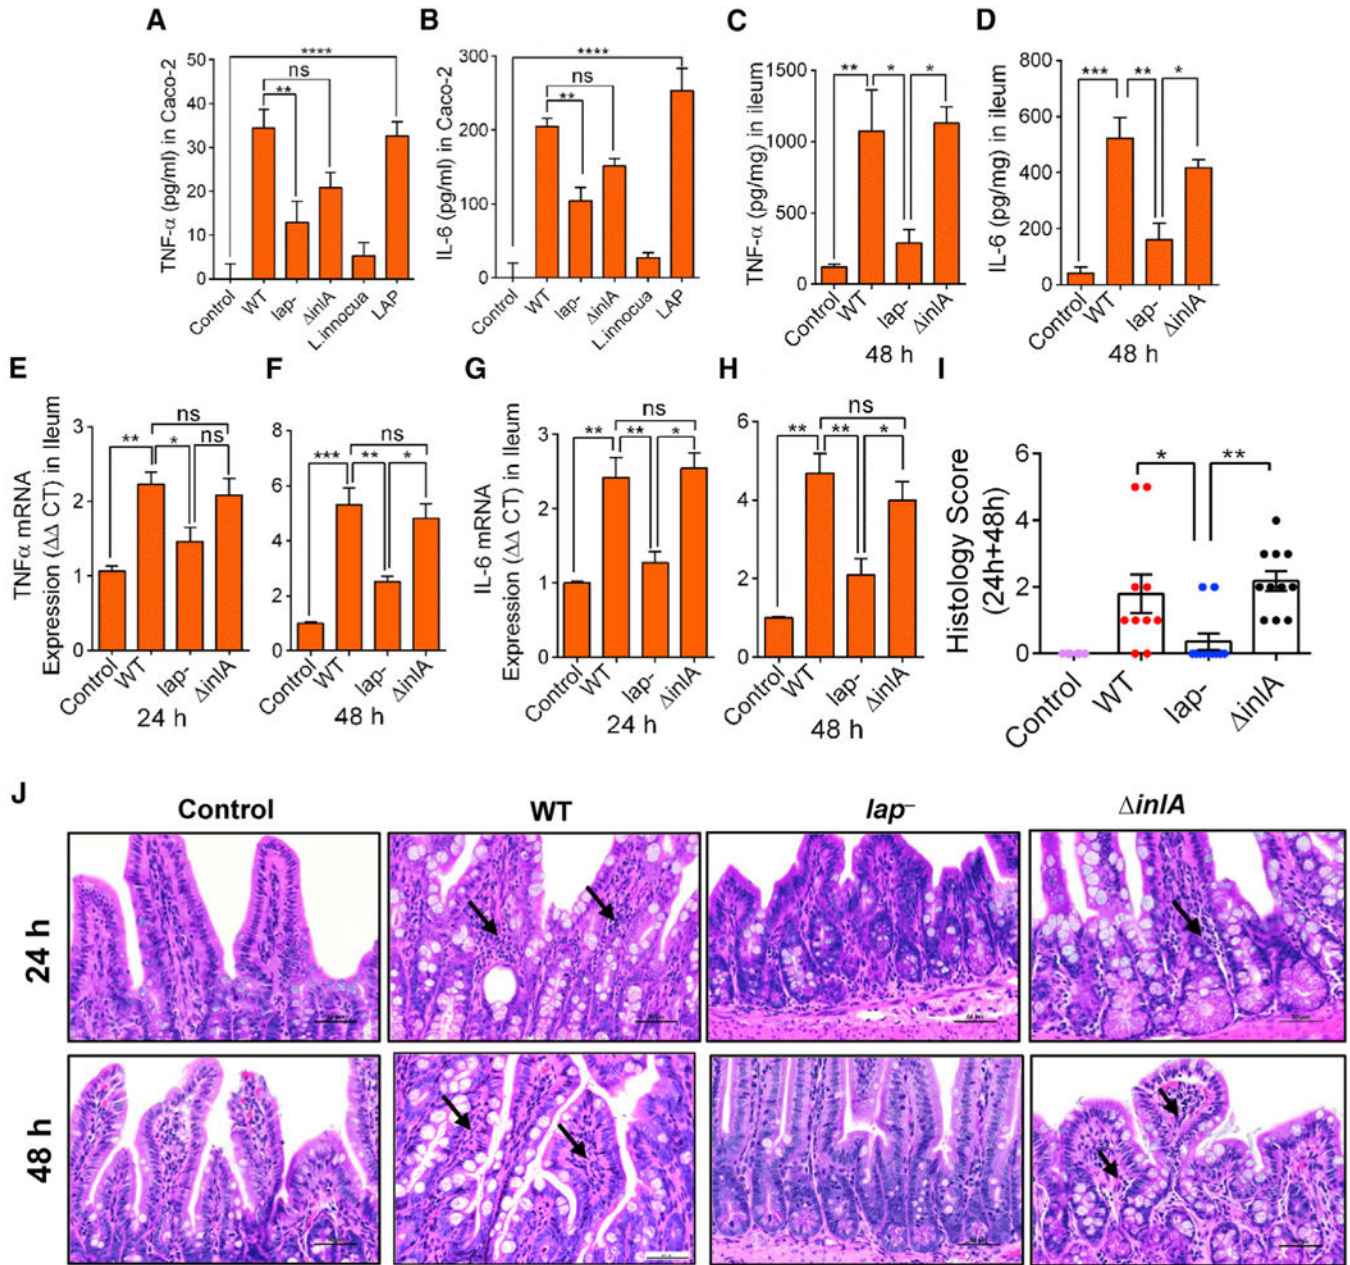 A
B
C
D
TNF-α (pg/ml) in Caco-2
50
40
30
20
10
0
****
ns
**
Control
WT
lap-
ΔinlA
L.innocua
LAP
IL-6 (pg/ml) in Caco-2
300
200
100
0
****
ns
**
Control
WT
lap-
ΔinlA
L.innocua
LAP
TNF-α (pg/mg) in ileum
1500
1000
500
0
** * *
Control
WT
lap-
ΔinlA
48 h
IL-6 (pg/mg) in ileum
800
600
400
200
0
*** ** *
Control
WT
lap-
ΔinlA
48 h
E
F
G
H
I
TNFα mRNA
Expression (ΔΔ CT) in Ileum
3
2
1
0
ns
** * ns
Control
WT
lap-
ΔinlA
24 h
8
6
4
2
0
ns
*** ** *
Control
WT
lap-
ΔinlA
48 h
IL-6 mRNA
Expression (ΔΔ CT) in Ileum
3
2
1
0
ns
** ** *
Control
WT
lap-
ΔinlA
24 h
6
4
2
0
ns
** ** *
Control
WT
lap-
ΔinlA
48 h
Histology Score
(24h+48h)
6
4
2
0
* **
Control
WT
lap-
ΔinlA
J
Control
WT
lap–
ΔinlA
24 h
48 h